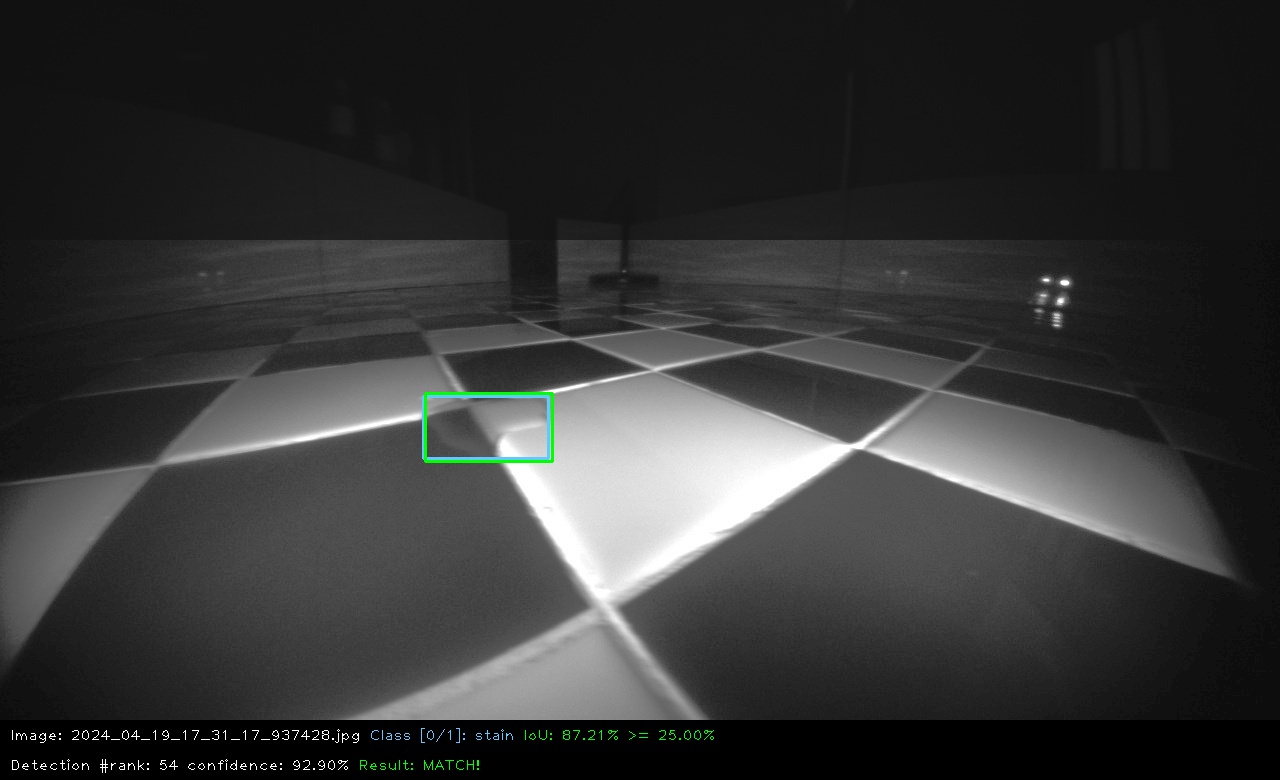 Image: 2024_04_19_17_31_17_937428.jpg Class [0/1]: stain IoU: 87.21% >= 25.00%
Detection #rank: 54 confidence: 92.90% Result: MATCH!